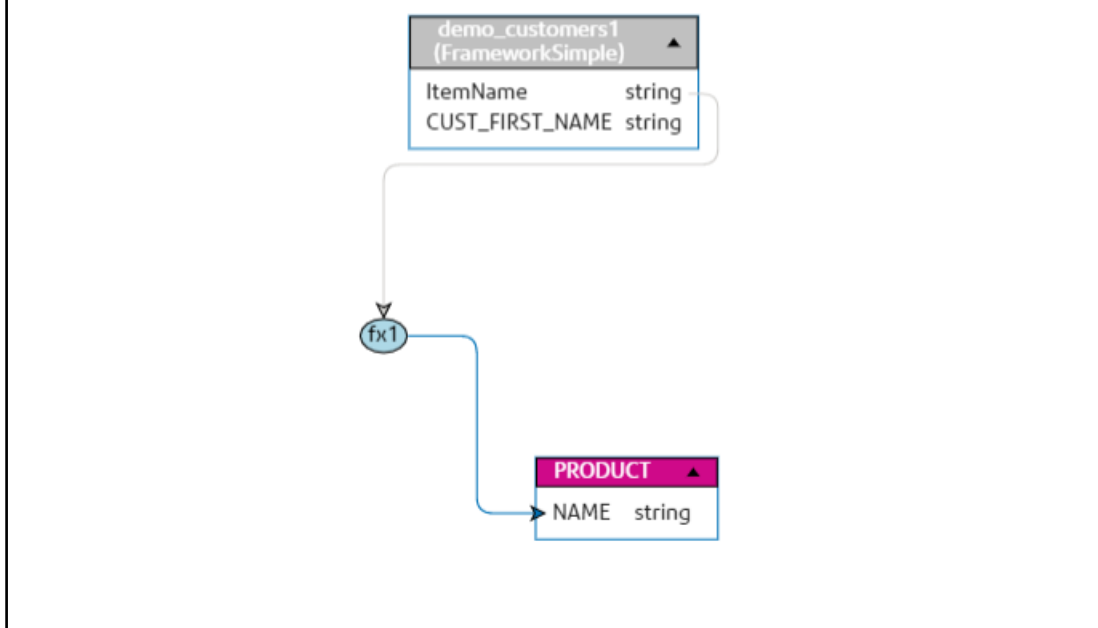 demo_customers1
(FrameworkSimple)
ItemName string
CUST_FIRST_NAME string
fx1
PRODUCT
NAME string